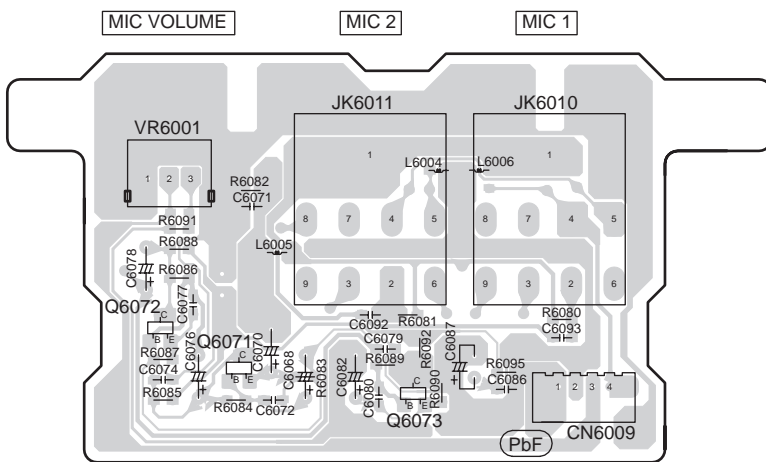 MIC VOLUME MIC 2 MIC 1
JK6011 JK6010
VR6001
1 1
L6004 L6006
1 2 3
R6082
C6071
8 7 4 5 8 7 4 5
R6091
R6088
L6005
C6078
R6086
9 3 2 6 9 3 2 6
C6077
Q6072
C
B E
C6092 R6081
R6080
C6093
Q6071
C
B E
C6070
C6076
C6079
R6089
R6092
C6087
R6087
C6074
R6085
C6068
R6083
C6082
C6080
R6095
C6086
R6084 C6072
C
B E
R6090
Q6073
1 2 3 4
CN6009
PbF